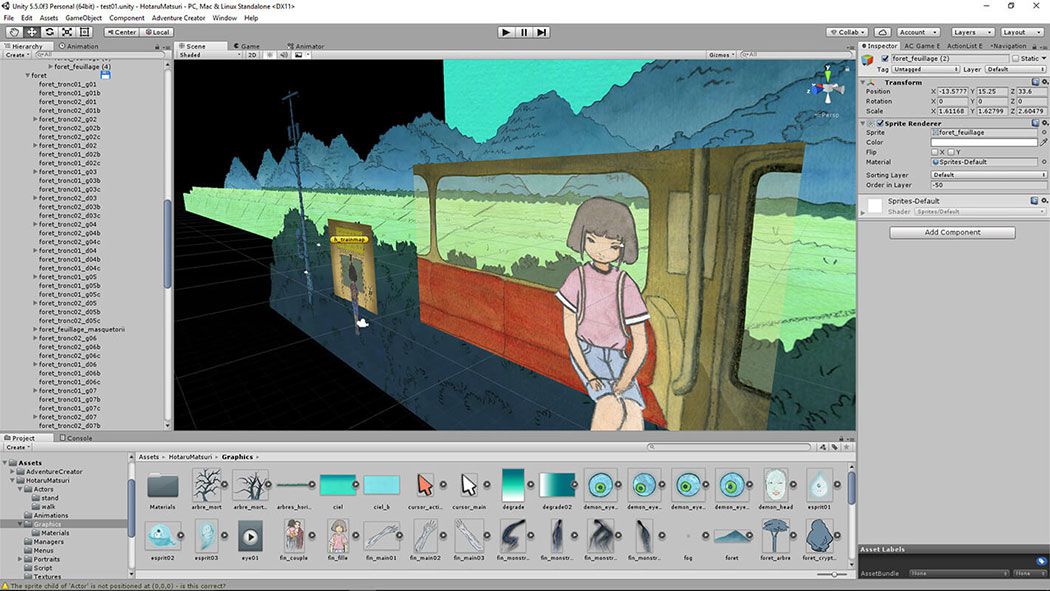 Unity 5.5.0f3 Personal (64bit) - test01.unity - HotaruMatsuri - PC, Mac & Linux Standalone <DX11>
File Edit Assets GameObject Component Adventure Creator Window Help
Center Local
Collab Account Layers Layout
Hierarchy Animation
Create All
foret_feuillage (4)
foret
foret_tronc01_g01
foret_tronc01_g01b
foret_tronc02_d01
foret_tronc02_d01b
foret_tronc02_g02
foret_tronc02_g02b
foret_tronc02_g02c
foret_tronc01_d02
foret_tronc01_d02b
foret_tronc01_d02c
foret_tronc01_g03
foret_tronc01_g03b
foret_tronc01_g03c
foret_tronc02_d03
foret_tronc02_d03b
foret_tronc02_d03c
foret_tronc02_g04
foret_tronc02_g04b
foret_tronc02_g04c
foret_tronc01_d04
foret_tronc01_d04b
foret_tronc01_d04c
foret_tronc01_g05
foret_tronc01_g05b
foret_tronc01_g05c
foret_tronc02_d05
foret_tronc02_d05b
foret_tronc02_d05c
foret_feuillage_masquetorii
foret_tronc02_g06
foret_tronc02_g06b
foret_tronc02_g06c
foret_tronc01_d06
foret_tronc01_d06b
foret_tronc01_d06c
foret_tronc01_g07
foret_tronc01_g07b
foret_tronc01_g07c
foret_tronc02_d07
foret_tronc02_d07b
Scene Game Animator
Shaded 2D Gizmos All
y
z
Persp
h_trainmap
Inspector AC Game E ActionList E Navigation
foret_feuillage (2) Static
Tag Untagged Layer Default
Transform
Position X -13.5777 Y 15.25 Z 33.6
Rotation X 0 Y 0 Z 0
Scale X 1.61168 Y 1.62799 Z 2.60479
Sprite Renderer
Sprite foret_feuillage
Color
Flip X Y
Material Sprites-Default
Sorting Layer Default
Order in Layer -50
Sprites-Default
Shader Sprites/Default
Add Component
Project Console
Create
Assets
AdventureCreator
HotaruMatsuri
Actors
stand
walk
Animations
Graphics
Materials
Managers
Menus
Portraits
Script
Textures
Assets HotaruMatsuri Graphics
Materials arbre_mort arbre_mort... arbres_hori... ciel ciel_b cursor_acti... cursor_main degrade degrade02 demon_eye... demon_eye... demon_eye... demon_eye... demon_head esprit01
esprit02 esprit03 eye01 fin_couple fin_fille fin_main01 fin_main02 fin_main03 fin_monstr... fin_monstr... fin_monstr... fin_monstr... fog foret foret_arbre foret_crypt...
Asset Labels
AssetBundle None None
The sprite child of 'Actor' is not positioned at (0,0,0) - is this correct?